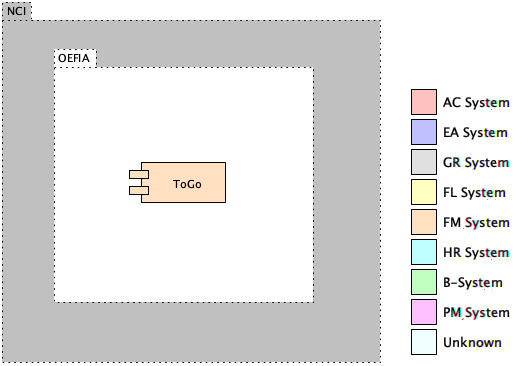 NCI
OEFIA
ToGo
AC System
EA System
GR System
FL System
FM System
HR System
B-System
PM System
Unknown